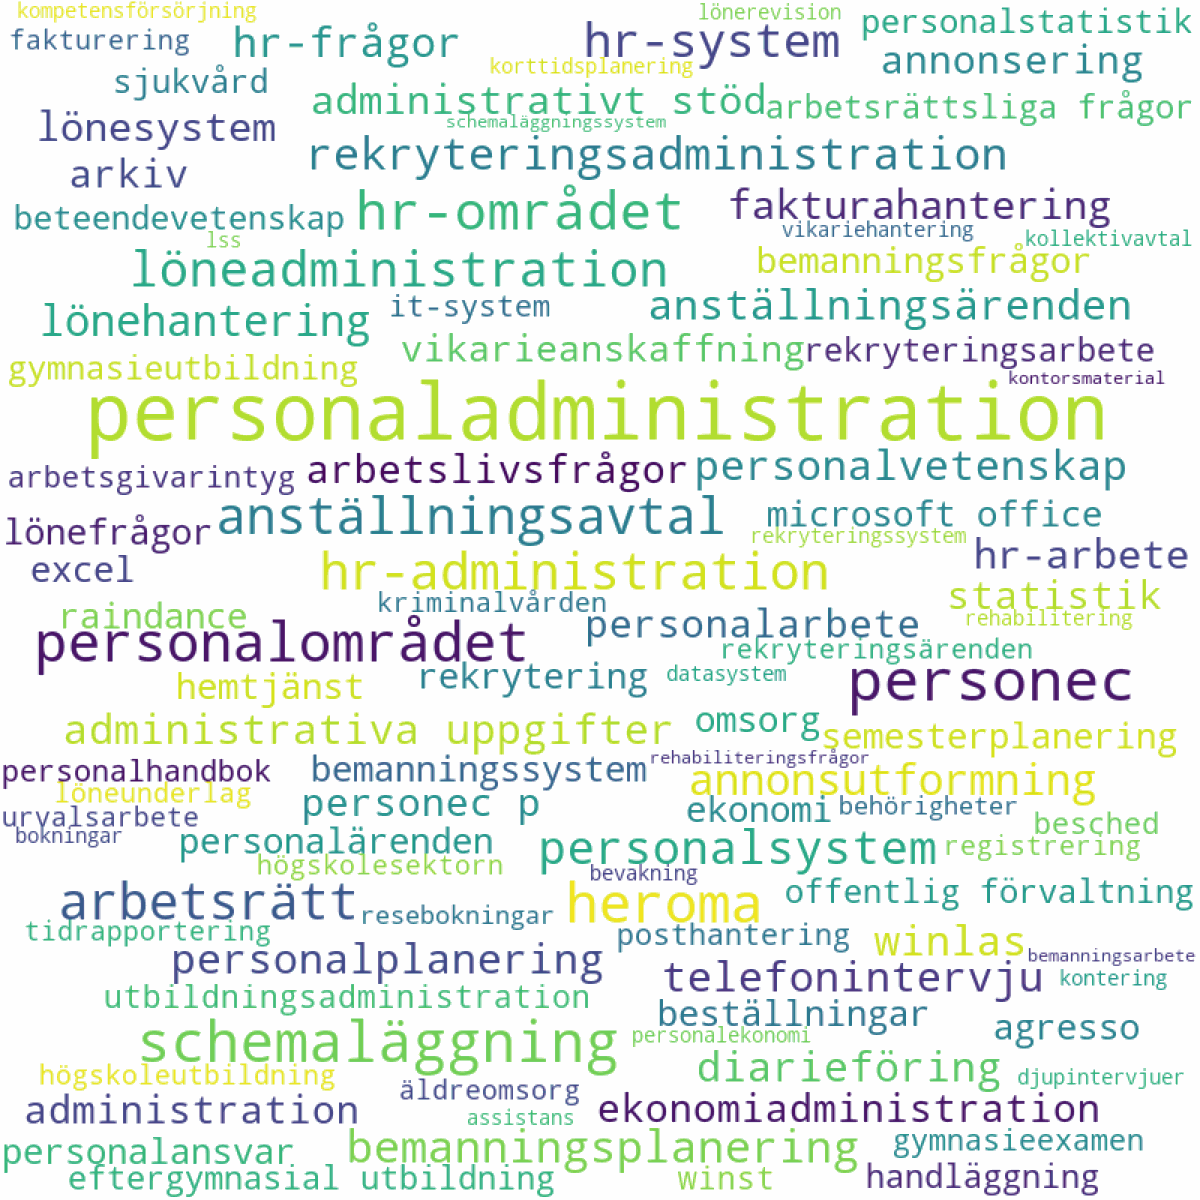 kompetensförsörjning
lönerevision
personalstatistik
fakturering
hr-frågor
hr-system
annonsering
korttidsplanering
sjukvård
administrativt stöd
arbetsrättsliga frågor
schemaläggningssystem
lönesystem
rekryteringsadministration
arkiv
beteendevetenskap
hr-området
fakturahantering
vikariehantering
lss
kollektivavtal
löneadministration
bemanningsfrågor
it-system
anställningsärenden
lönehantering
vikarieanskaffning
rekryteringsarbete
gymnasieutbildning
kontorsmaterial
personaladministration
arbetsgivarintyg
arbetslivsfrågor
personalvetenskap
anställningsavtal
microsoft office
lönefrågor
rekryteringssystem
hr-arbete
excel
hr-administration
statistik
kriminalvården
raindance
personalarbete
rehabilitering
personalområdet
rekryteringsärenden
rekrytering
datasystem
personec
hemtjänst
administrativa uppgifter
omsorg
semesterplanering
rehabiliteringsfrågor
personalhandbok
bemanningssystem
annonsutformning
löneunderlag
personec p
ekonomi
behörigheter
urvalsarbete
besched
bokningar
personalärenden
personalsystem
registrering
högskolesektorn
bevakning
arbetsrätt
heroma
offentlig förvaltning
resebokningar
tidrapportering
posthantering
winlas
bemanningsarbete
personalplanering
telefonintervju
kontering
utbildningsadministration
beställningar
agresso
schemaläggning
personalekonomi
diarieföring
högskoleutbildning
äldreomsorg
djupintervjuer
administration
assistans
ekonomiadministration
personalansvar
bemanningsplanering
gymnasieexamen
eftergymnasial utbildning
winst
handläggning